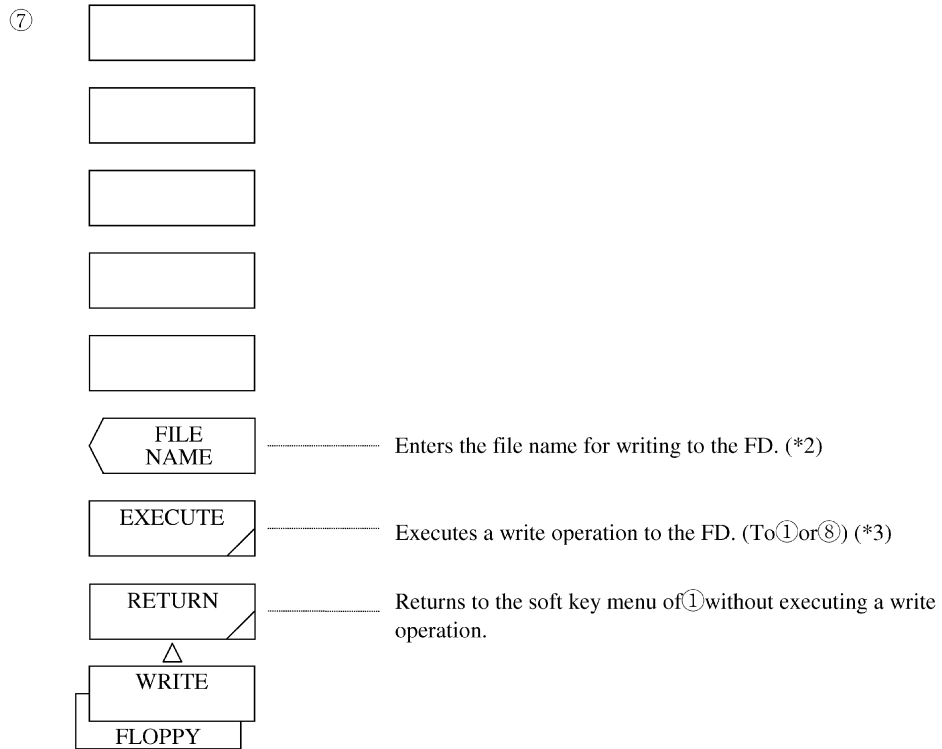 ⑦
FILE
NAME
Enters the file name for writing to the FD. (*2)
EXECUTE
Executes a write operation to the FD. (To①or⑧) (*3)
RETURN
Returns to the soft key menu of①without executing a write
operation.
WRITE
FLOPPY